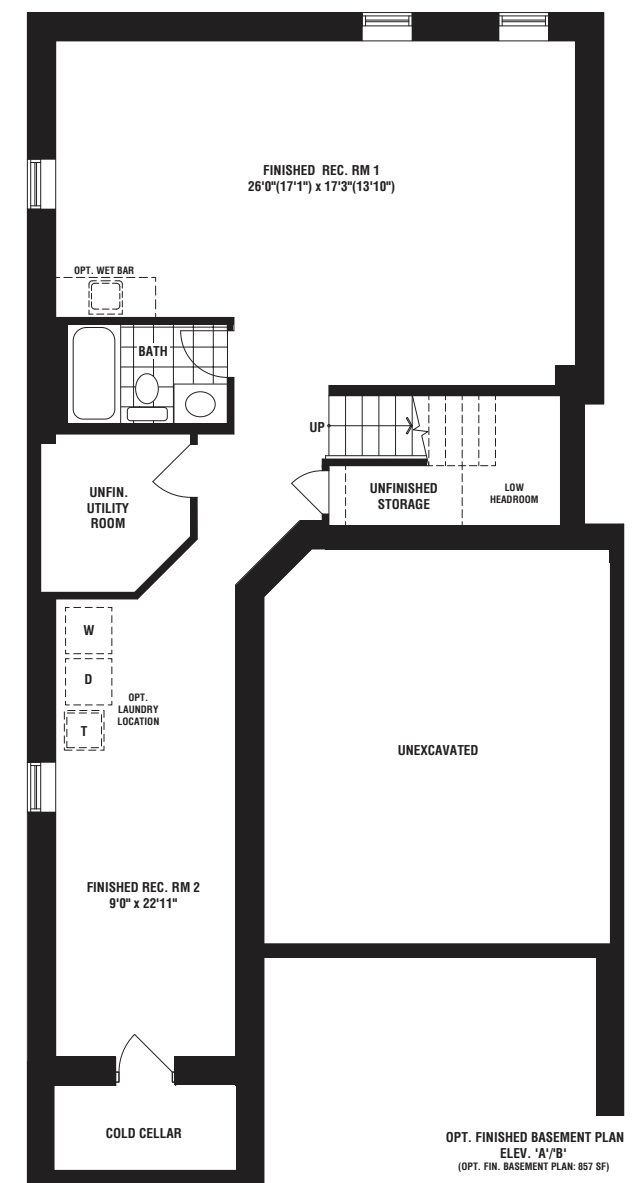 FINISHED REC. RM 1
26'0"(17'1") x 17'3"(13'10")
OPT. WET BAR
BATH
UP
UNFIN.
UTILITY
ROOM
UNFINISHED
STORAGE
LOW
HEADROOM
W
D
T
OPT.
LAUNDRY
LOCATION
UNEXCAVATED
FINISHED REC. RM 2
9'0" x 22'11"
COLD CELLAR
OPT. FINISHED BASEMENT PLAN
ELEV. 'A'/'B'
(OPT. FIN. BASEMENT PLAN: 857 SF)